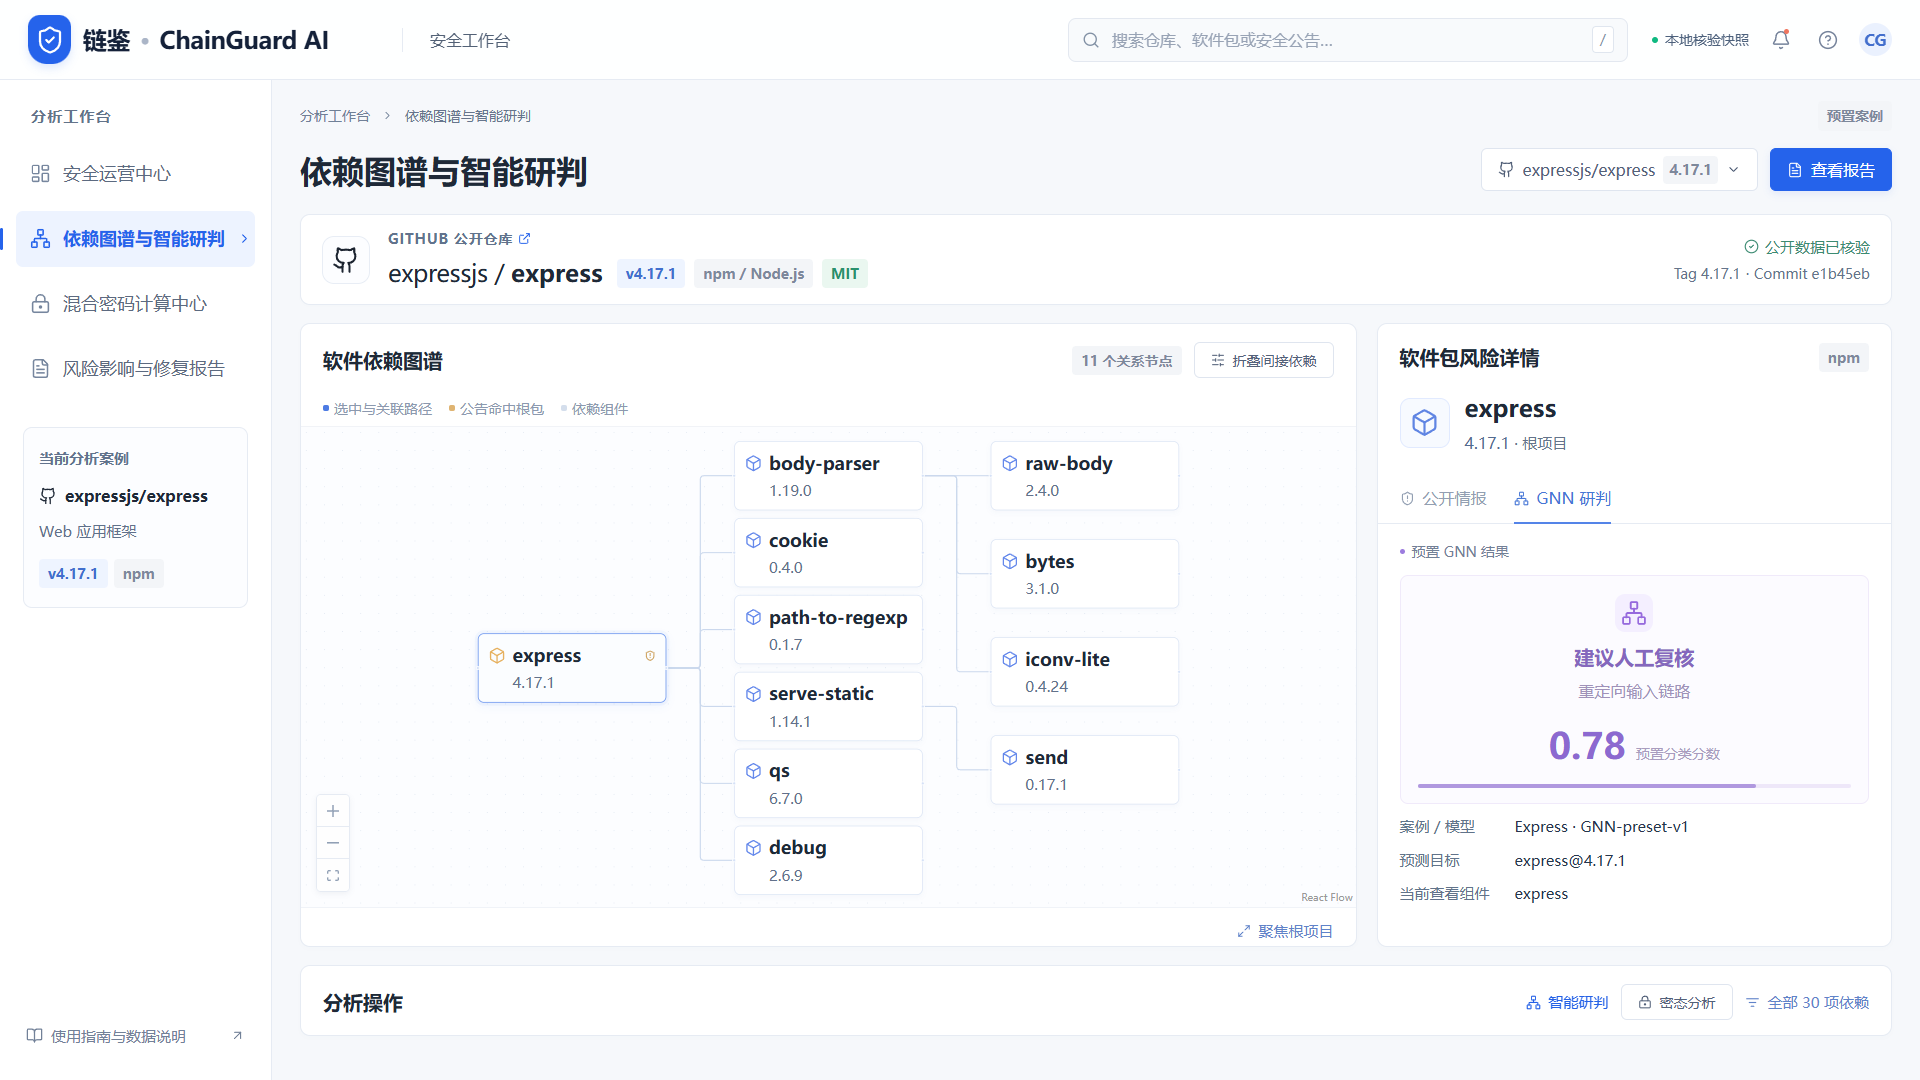 链鉴 • ChainGuard AI
安全工作台
搜索仓库、软件包或安全公告...
/
本地核验快照
CG
分析工作台
安全运营中心
依赖图谱与智能研判
混合密码计算中心
风险影响与修复报告
当前分析案例
expressjs/express
Web 应用框架
v4.17.1 npm
使用指南与数据说明
分析工作台 › 依赖图谱与智能研判
预置案例
依赖图谱与智能研判
expressjs/express 4.17.1
查看报告
GITHUB 公开仓库
expressjs / express v4.17.1 npm / Node.js MIT
公开数据已核验
Tag 4.17.1 · Commit e1b45eb
软件依赖图谱
11 个关系节点
折叠间接依赖
选中与关联路径 公告命中根包 依赖组件
express
4.17.1
body-parser
1.19.0
cookie
0.4.0
path-to-regexp
0.1.7
serve-static
1.14.1
qs
6.7.0
debug
2.6.9
raw-body
2.4.0
bytes
3.1.0
iconv-lite
0.4.24
send
0.17.1
React Flow
聚焦根项目
软件包风险详情
npm
express
4.17.1 · 根项目
公开情报 GNN 研判
预置 GNN 结果
建议人工复核
重定向输入链路
0.78 预置分类分数
案例 / 模型 Express · GNN-preset-v1
预测目标 express@4.17.1
当前查看组件 express
分析操作
智能研判
密态分析
全部 30 项依赖